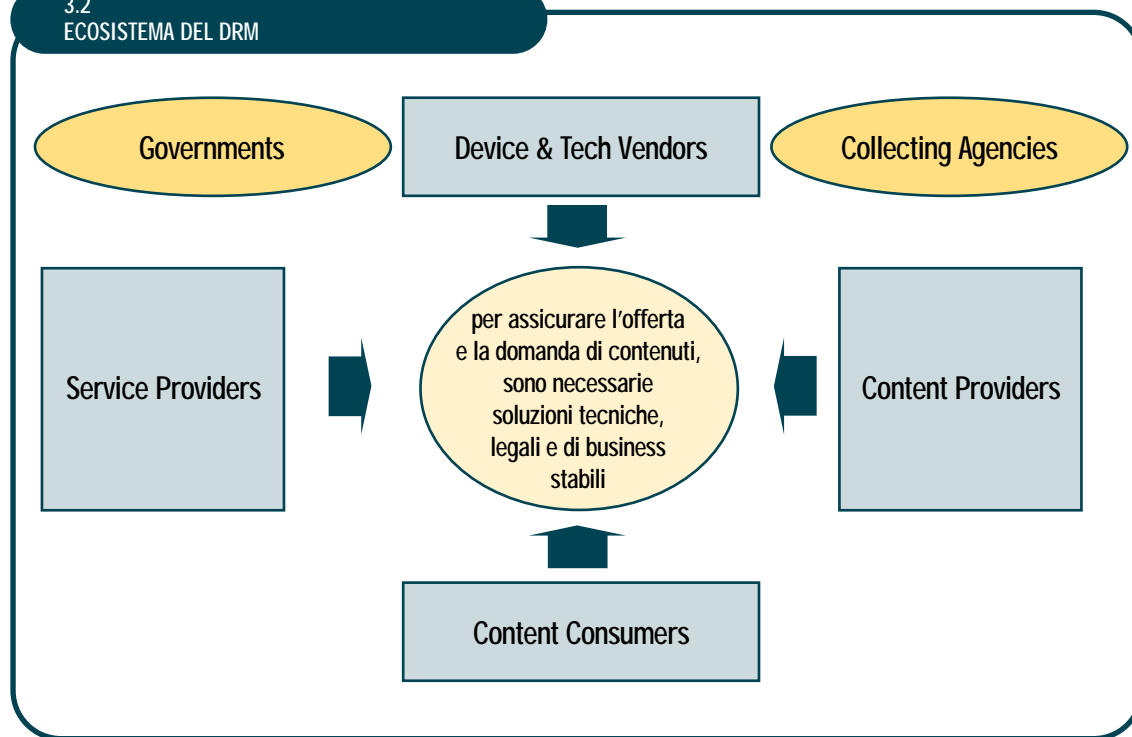 3.2
ECOSISTEMA DEL DRM
Governments
Device & Tech Vendors
Collecting Agencies
Service Providers
per assicurare l'offerta
e la domanda di contenuti,
sono necessarie
soluzioni tecniche,
legali e di business
stabili
Content Providers
Content Consumers